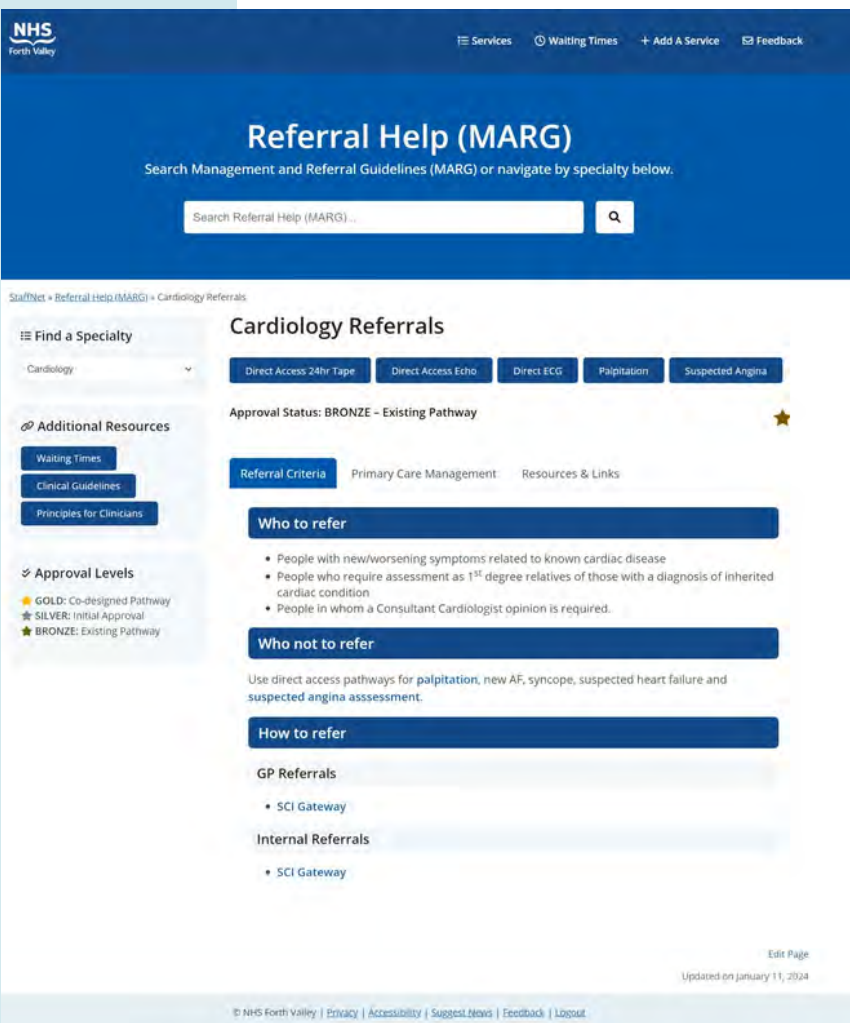 NHS
Forth Valley
Services
Waiting Times
+ Add A Service
Feedback
Referral Help (MARG)
Search Management and Referral Guidelines (MARG) or navigate by specialty below.
Search Referral Help (MARG) ...
StaffNet » Referral Help (MARG) » Cardiology Referrals
Find a Specialty
Cardiology
Additional Resources
Waiting Times
Clinical Guidelines
Principles for Clinicians
Approval Levels
GOLD: Co-designed Pathway
SILVER: Initial Approval
BRONZE: Existing Pathway
Cardiology Referrals
Direct Access 24hr Tape
Direct Access Echo
Direct ECG
Palpitation
Suspected Angina
Approval Status: BRONZE – Existing Pathway
Referral Criteria
Primary Care Management
Resources & Links
Who to refer
• People with new/worsening symptoms related to known cardiac disease
• People who require assessment as 1st degree relatives of those with a diagnosis of inherited
cardiac condition
• People in whom a Consultant Cardiologist opinion is required.
Who not to refer
Use direct access pathways for palpitation, new AF, syncope, suspected heart failure and
suspected angina asssessment.
How to refer
GP Referrals
• SCI Gateway
Internal Referrals
• SCI Gateway
Edit Page
Updated on January 11, 2024
© NHS Forth Valley | Privacy | Accessibility | Suggest News | Feedback | Logout